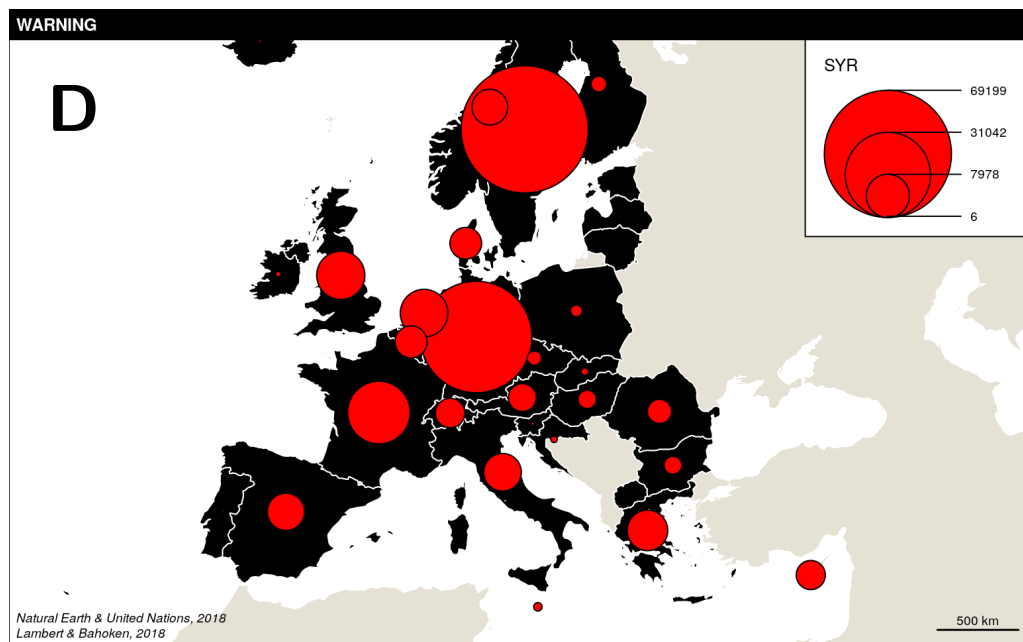 WARNING
D
SYR
69199
31042
7978
6
500 km
Natural Earth & United Nations, 2018
Lambert & Bahoken, 2018